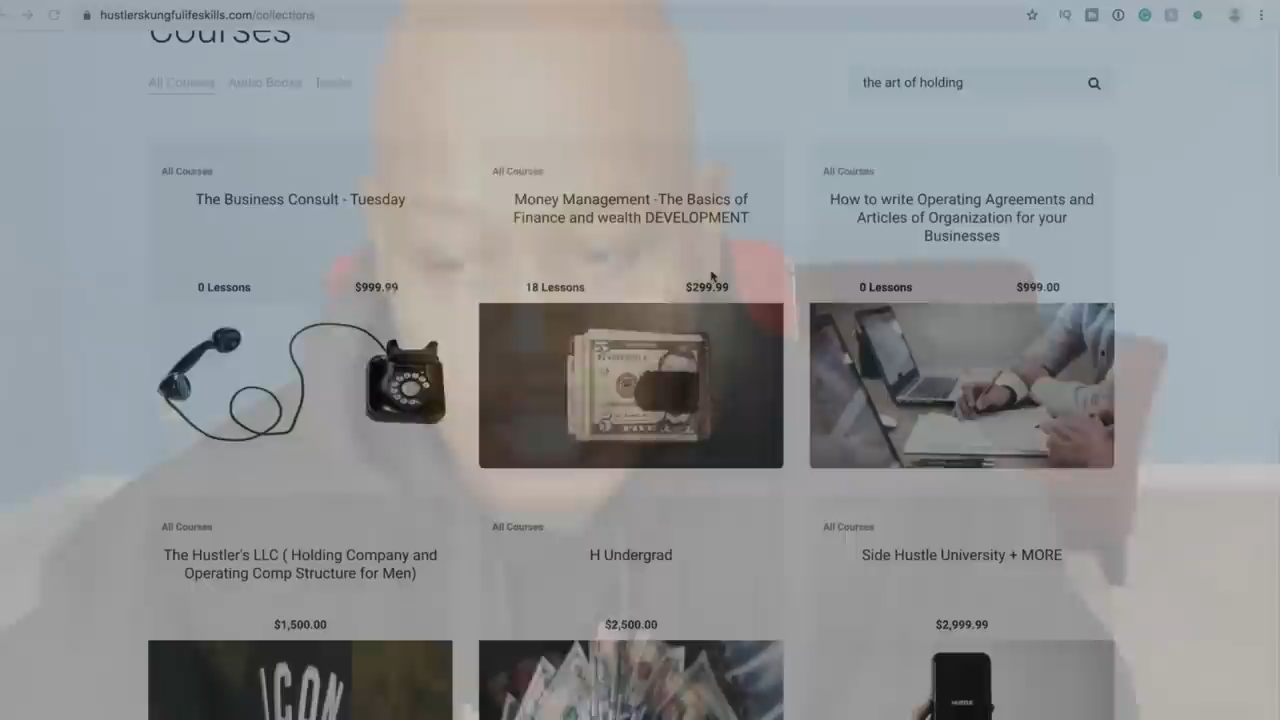 hustlerskungfulifeskills.com/collections
Courses
All Courses
Audio Books
the art of holding
All Courses
The Business Consult - Tuesday
0 Lessons
$999.99
All Courses
Money Management -The Basics of
Finance and wealth DEVELOPMENT
18 Lessons
$299.99
All Courses
How to write Operating Agreements and
Articles of Organization for your
Businesses
0 Lessons
$999.00
All Courses
The Hustler's LLC ( Holding Company and
Operating Comp Structure for Men)
$1,500.00
ICON
All Courses
H Undergrad
$2,500.00
All Courses
Side Hustle University + MORE
$2,999.99
HUSTLE